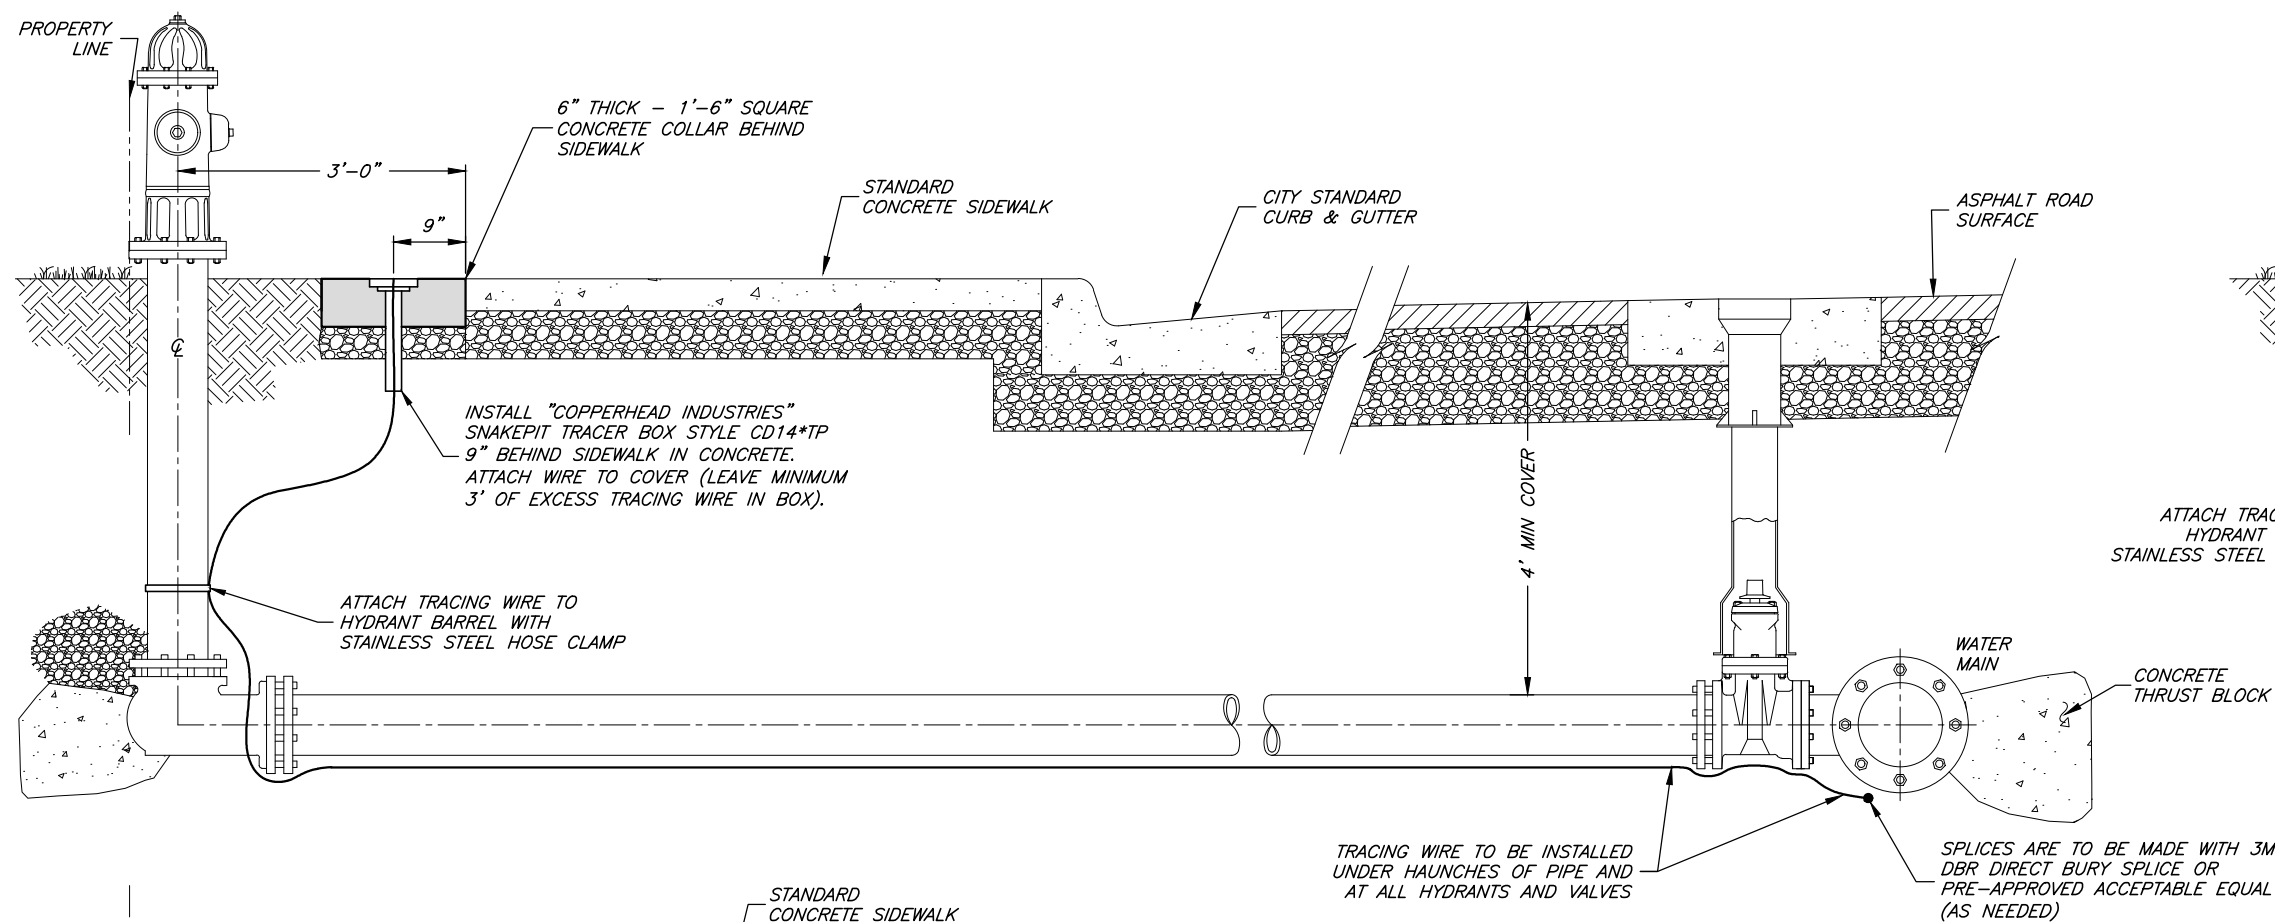 PROPERTY
LINE
6" THICK – 1'-6" SQUARE
CONCRETE COLLAR BEHIND
SIDEWALK
3'-0"
9"
STANDARD
CONCRETE SIDEWALK
CITY STANDARD
CURB & GUTTER
ASPHALT ROAD
SURFACE
℄
INSTALL "COPPERHEAD INDUSTRIES"
SNAKEPIT TRACER BOX STYLE CD14*TP
9" BEHIND SIDEWALK IN CONCRETE.
ATTACH WIRE TO COVER (LEAVE MINIMUM
3' OF EXCESS TRACING WIRE IN BOX).
4' MIN COVER
ATTACH TRAC
HYDRANT
STAINLESS STEEL
ATTACH TRACING WIRE TO
HYDRANT BARREL WITH
STAINLESS STEEL HOSE CLAMP
WATER
MAIN
CONCRETE
THRUST BLOCK
TRACING WIRE TO BE INSTALLED
UNDER HAUNCHES OF PIPE AND
AT ALL HYDRANTS AND VALVES
SPLICES ARE TO BE MADE WITH 3M
DBR DIRECT BURY SPLICE OR
PRE-APPROVED ACCEPTABLE EQUAL
(AS NEEDED)
STANDARD
CONCRETE SIDEWALK